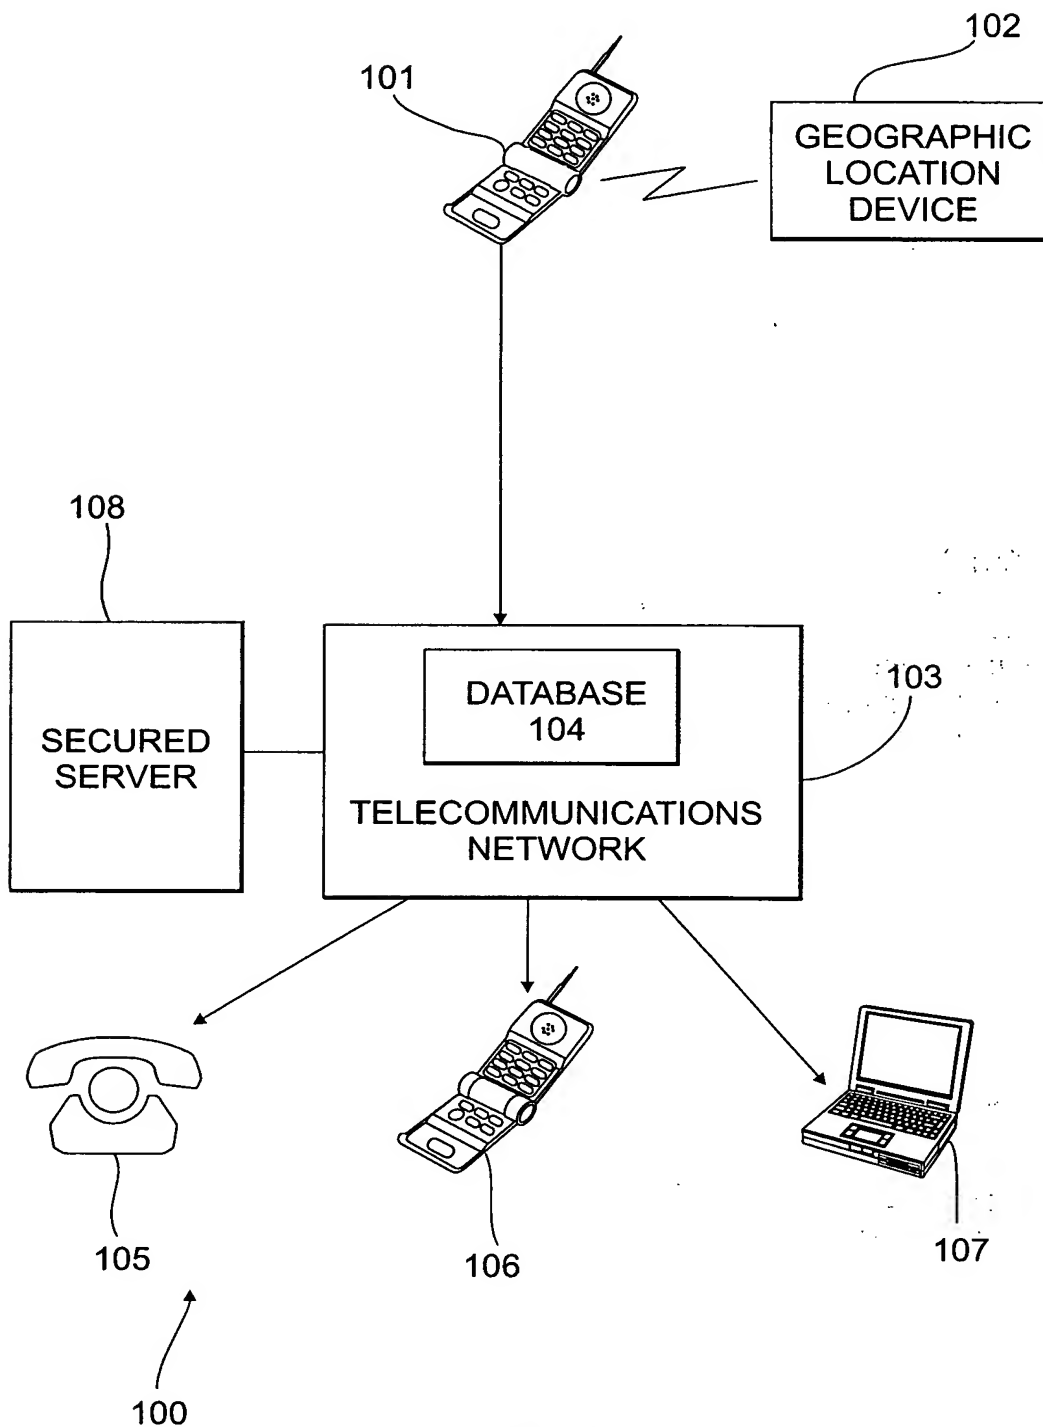 102
101
GEOGRAPHIC
LOCATION
DEVICE
108
103
DATABASE
104
SECURED
SERVER
TELECOMMUNICATIONS
NETWORK
105
106
107
100